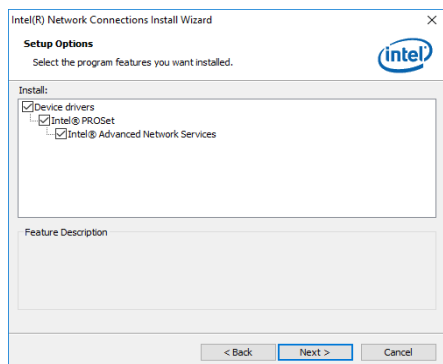 Intel(R) Network Connections Install Wizard
Setup Options
Select the program features you want installed.
intel
Install:
Device drivers
Intel® PROSet
Intel® Advanced Network Services
Feature Description
< Back Next > Cancel